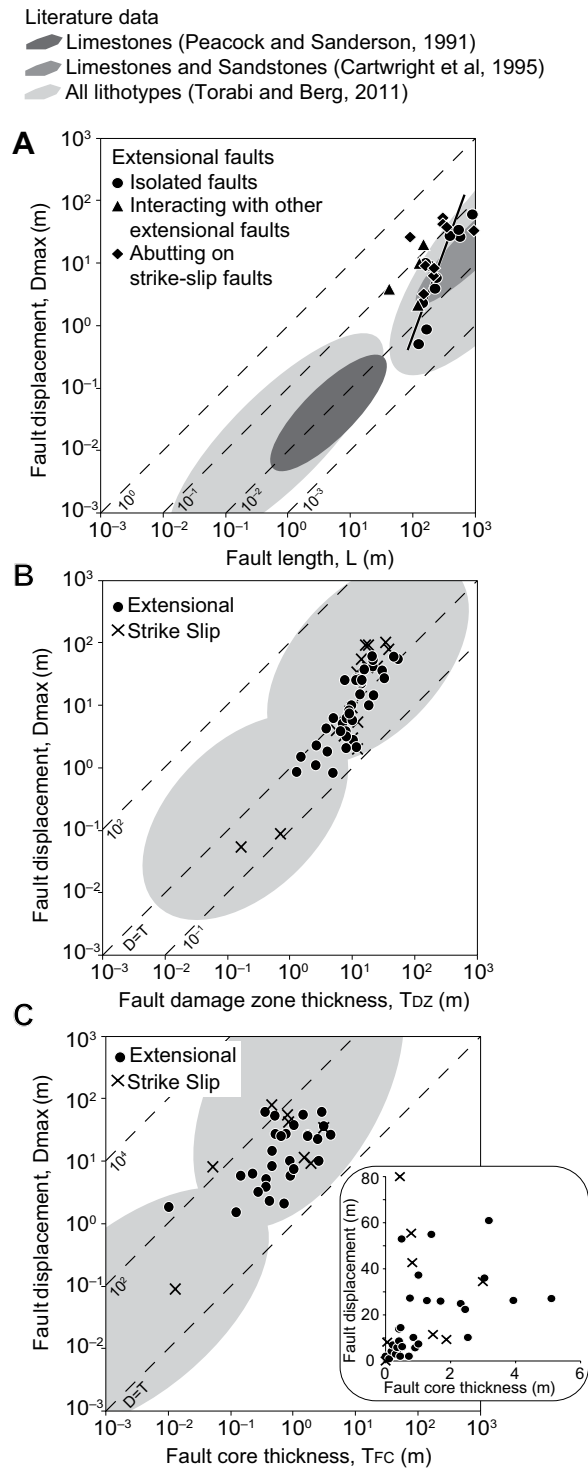 Literature data
Limestones (Peacock and Sanderson, 1991)
Limestones and Sandstones (Cartwright et al, 1995)
All lithotypes (Torabi and Berg, 2011)
A
Extensional faults
Isolated faults
Interacting with other
extensional faults
Abutting on
strike-slip faults
Fault displacement, Dmax (m)
10³
10²
10¹
10⁰
10⁻¹
10⁻²
10⁻³
10⁰
10⁻¹
10⁻²
10⁻³
10⁻³ 10⁻² 10⁻¹ 10⁰ 10¹ 10² 10³
Fault length, L (m)
B
Extensional
Strike Slip
Fault displacement, Dmax (m)
10³
10²
10¹
10⁰
10⁻¹
10⁻²
10⁻³
10²
D=T
10⁻¹
10⁻³ 10⁻² 10⁻¹ 10⁰ 10¹ 10² 10³
Fault damage zone thickness, TDZ (m)
C
Extensional
Strike Slip
Fault displacement, Dmax (m)
10³
10²
10¹
10⁰
10⁻¹
10⁻²
10⁻³
10⁴
10²
D=T
10⁻³ 10⁻² 10⁻¹ 10⁰ 10¹ 10² 10³
Fault core thickness, TFC (m)
Fault displacement (m)
80
60
40
20
0
0 2 4 6
Fault core thickness (m)